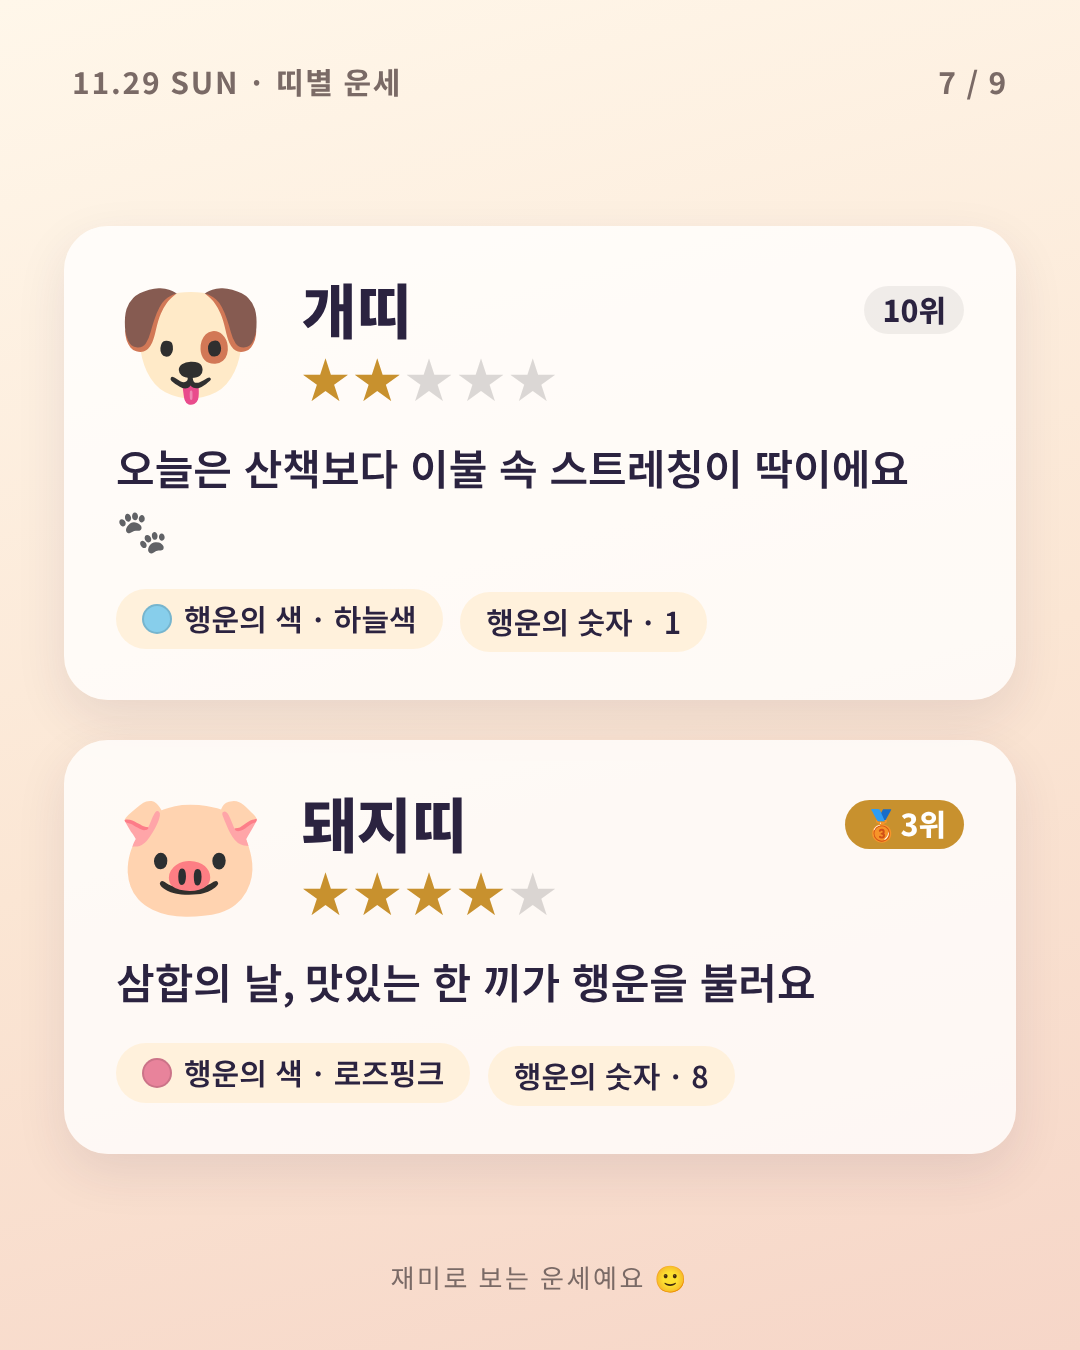 11.29 SUN · 띠별 운세
7 / 9
개띠
10위
★★★★★
오늘은 산책보다 이불 속 스트레칭이 딱이에요
🐾
행운의 색 · 하늘색
행운의 숫자 · 1
돼지띠
🥉3위
★★★★★
삼합의 날, 맛있는 한 끼가 행운을 불러요
행운의 색 · 로즈핑크
행운의 숫자 · 8
재미로 보는 운세예요 🙂